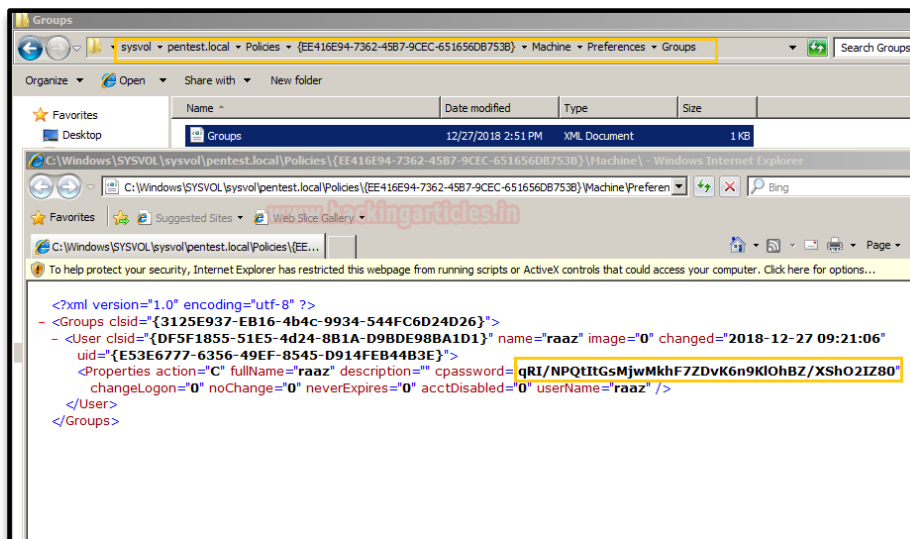 Groups
sysvol pentest.local Policies {EE416E94-7362-45B7-9CEC-651656DB753B} Machine Preferences Groups Search Groups
Organize Open Share with New folder
Favorites
Desktop
Name Date modified Type Size
Groups 12/27/2018 2:51 PM XML Document 1 KB
C:\Windows\SYSVOL\sysvol\pentest.local\Policies\{EE416E94-7362-45B7-9CEC-651656DB753B}\Machine\ - Windows Internet Explorer
C:\Windows\SYSVOL\sysvol\pentest.local\Policies\{EE416E94-7362-45B7-9CEC-651656DB753B}\Machine\Preferen Bing
www.hackingarticles.in
Favorites Suggested Sites Web Slice Gallery
C:\Windows\SYSVOL\sysvol\pentest.local\Policies\{EE... Page
To help protect your security, Internet Explorer has restricted this webpage from running scripts or ActiveX controls that could access your computer. Click here for options...
<?xml version="1.0" encoding="utf-8" ?>
- <Groups clsid="{3125E937-EB16-4b4c-9934-544FC6D24D26}">
- <User clsid="{DF5F1855-51E5-4d24-8B1A-D9BDE98BA1D1}" name="raaz" image="0" changed="2018-12-27 09:21:06"
uid="{E53E6777-6356-49EF-8545-D914FEB44B3E}">
<Properties action="C" fullName="raaz" description="" cpassword="qRI/NPQtItGsMjwMkhF7ZDvK6n9KlOhBZ/XShO2IZ80"
changeLogon="0" noChange="0" neverExpires="0" acctDisabled="0" userName="raaz" />
</User>
</Groups>